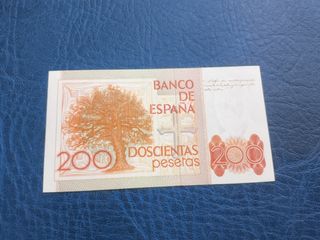 BANCO
DE
ESPAÑA
200
DOSCIENTAS
pesetas
200